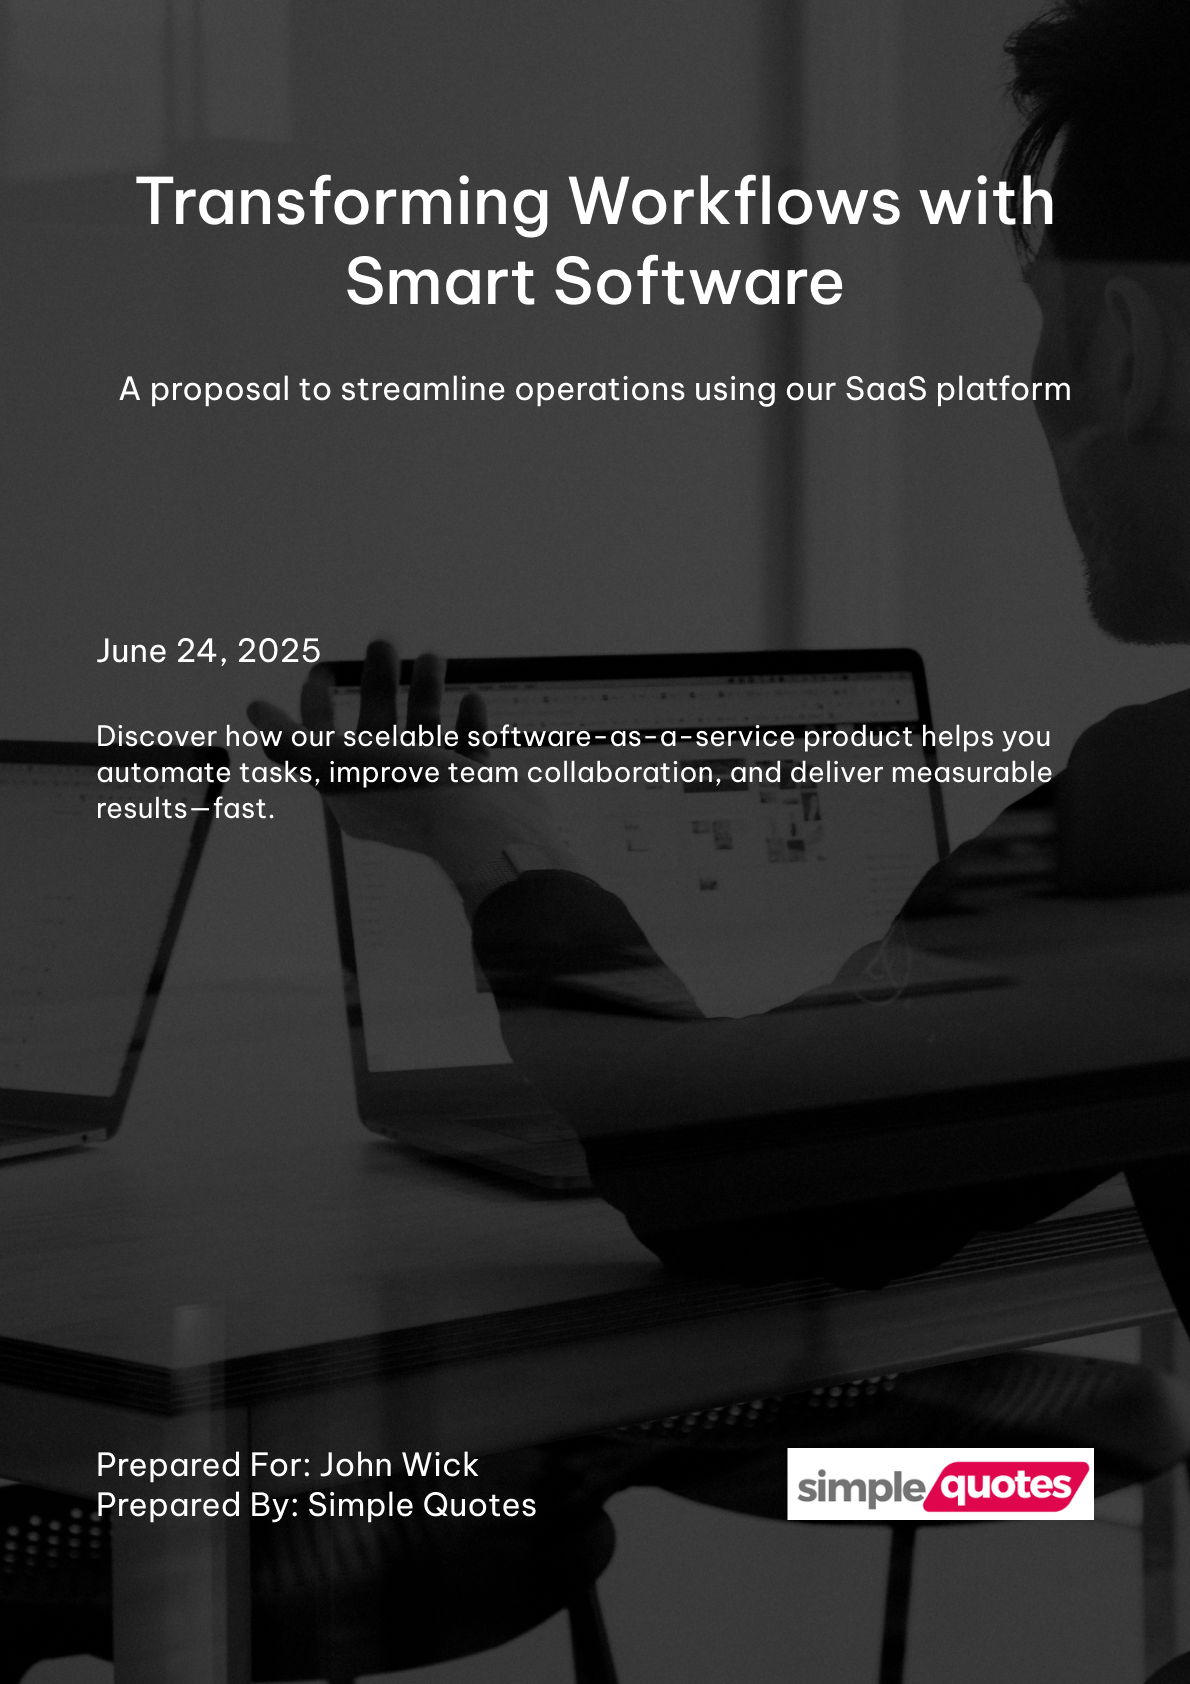 Transforming Workflows with
Smart Software
A proposal to streamline operations using our SaaS platform
June 24, 2025
Discover how our scelable software-as-a-service product helps you
automate tasks, improve team collaboration, and deliver measurable
results—fast.
Prepared For: John Wick
Prepared By: Simple Quotes
simple quotes